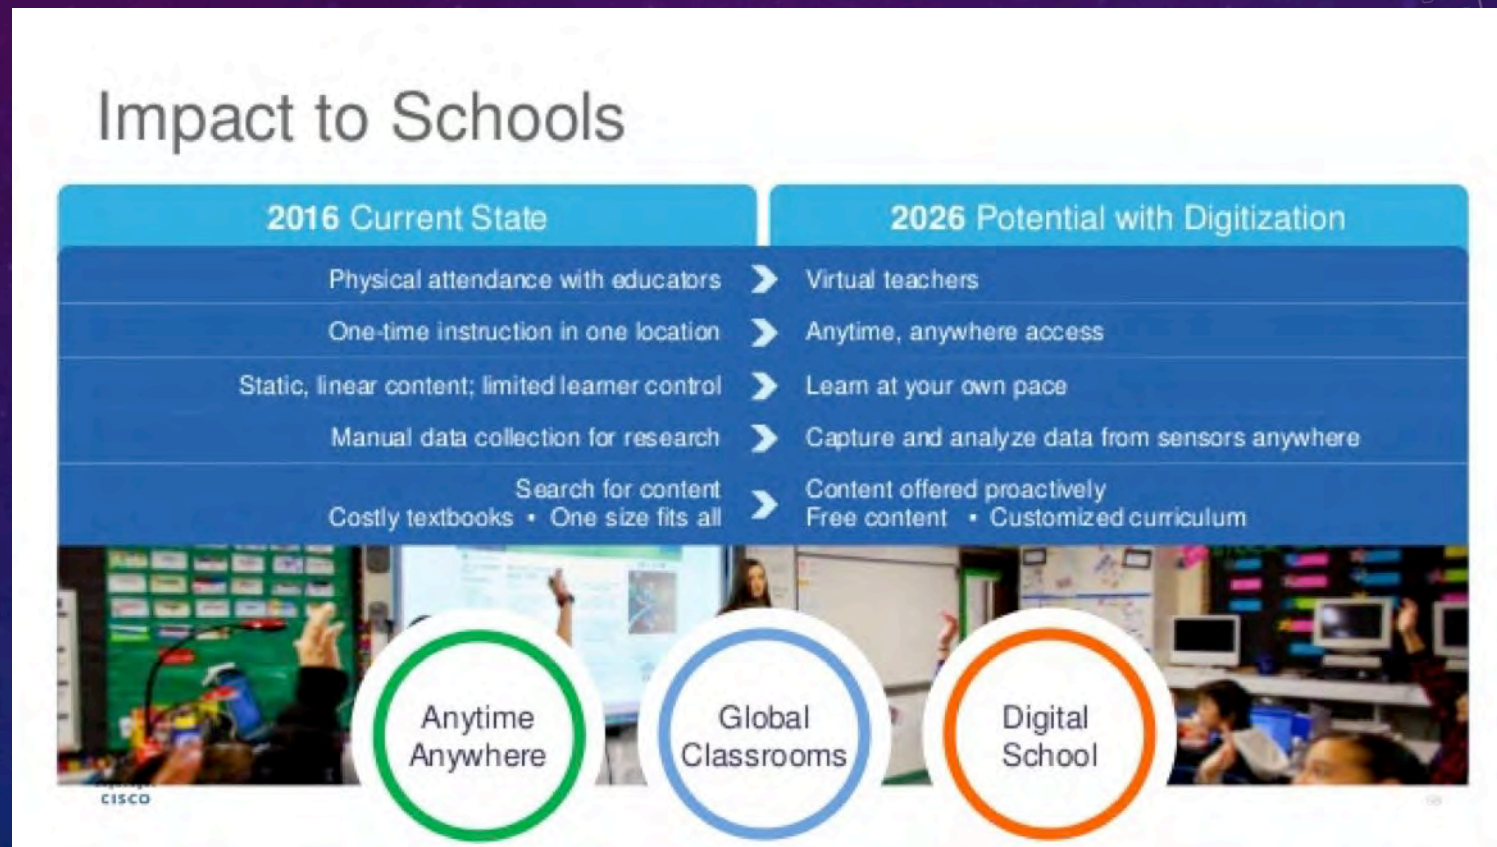 Impact to Schools
2016 Current State
2026 Potential with Digitization
Physical attendance with educators
Virtual teachers
One-time instruction in one location
Anytime, anywhere access
Static, linear content; limited learner control
Learn at your own pace
Manual data collection for research
Capture and analyze data from sensors anywhere
Search for content
Costly textbooks • One size fits all
Content offered proactively
Free content • Customized curriculum
Anytime
Anywhere
Global
Classrooms
Digital
School
CISCO